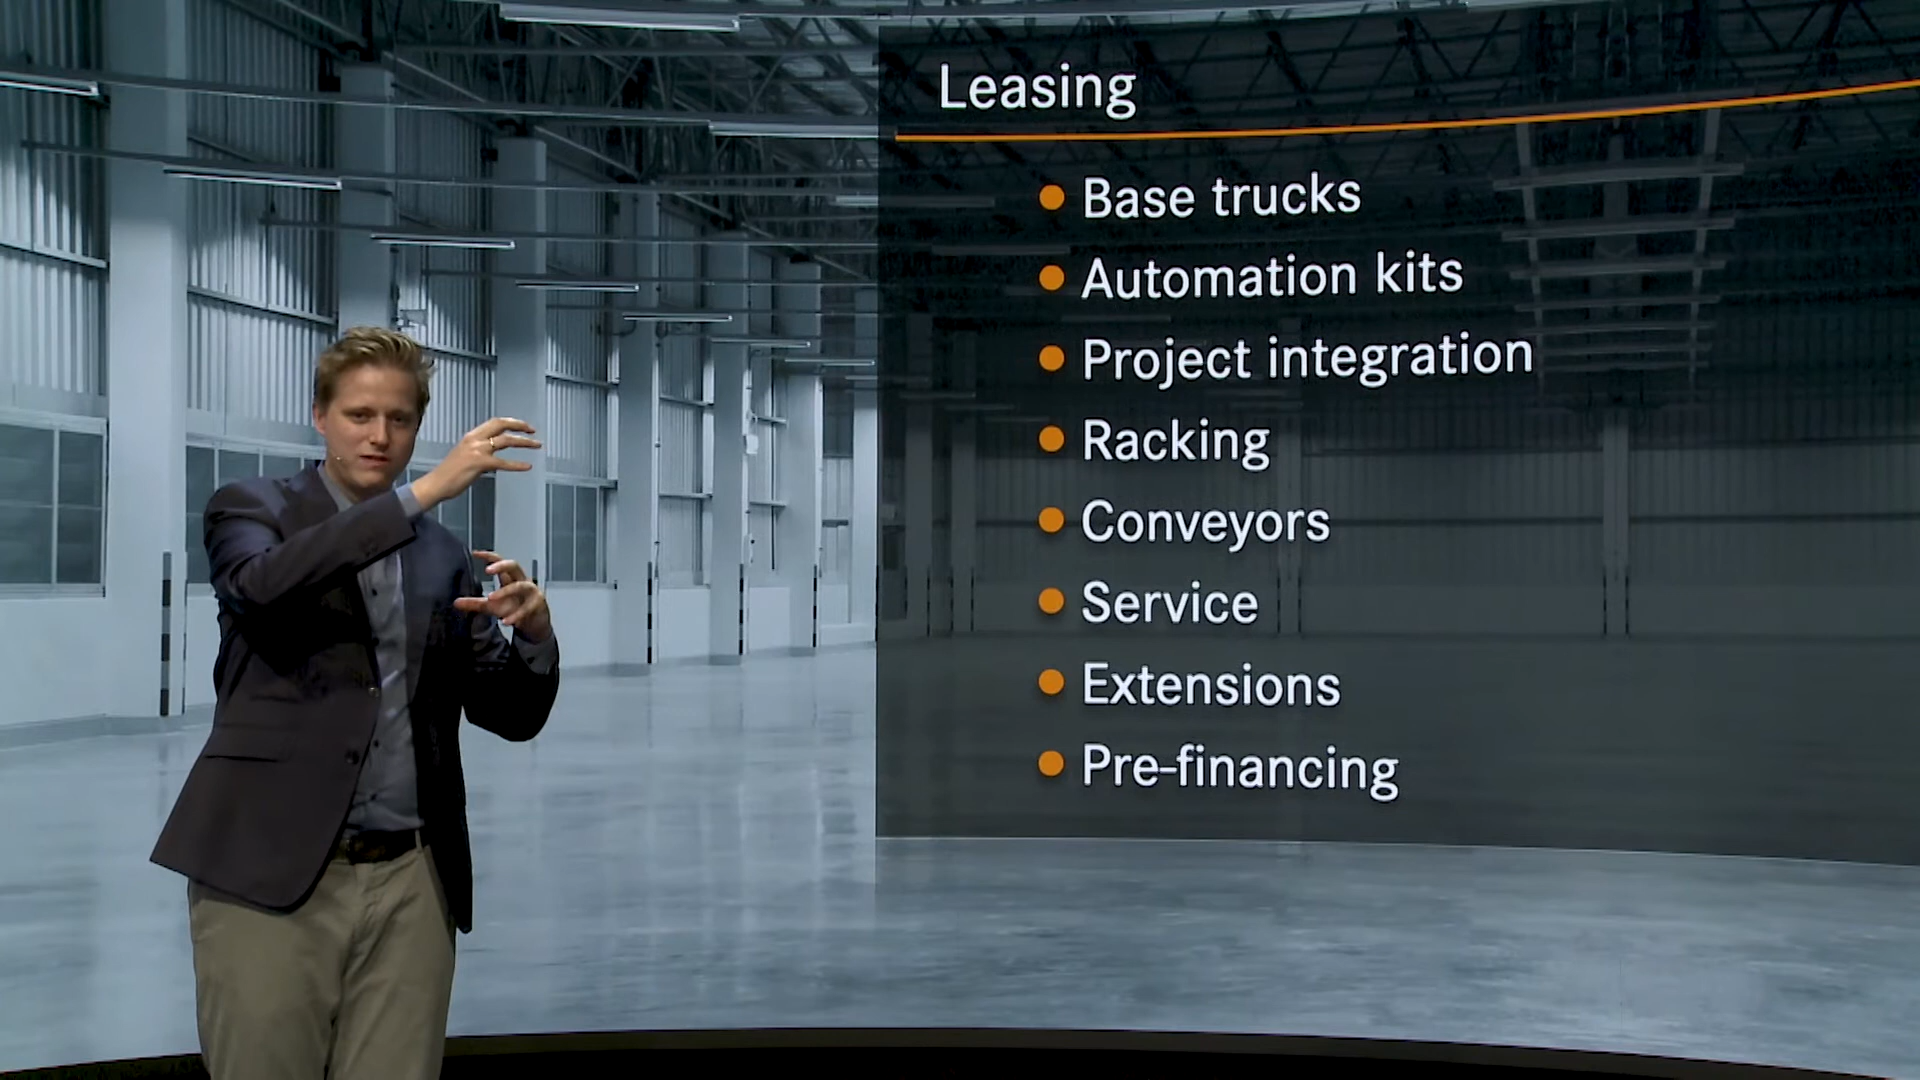 Leasing
Base trucks
Automation kits
Project integration
Racking
Conveyors
Service
Extensions
Pre-financing